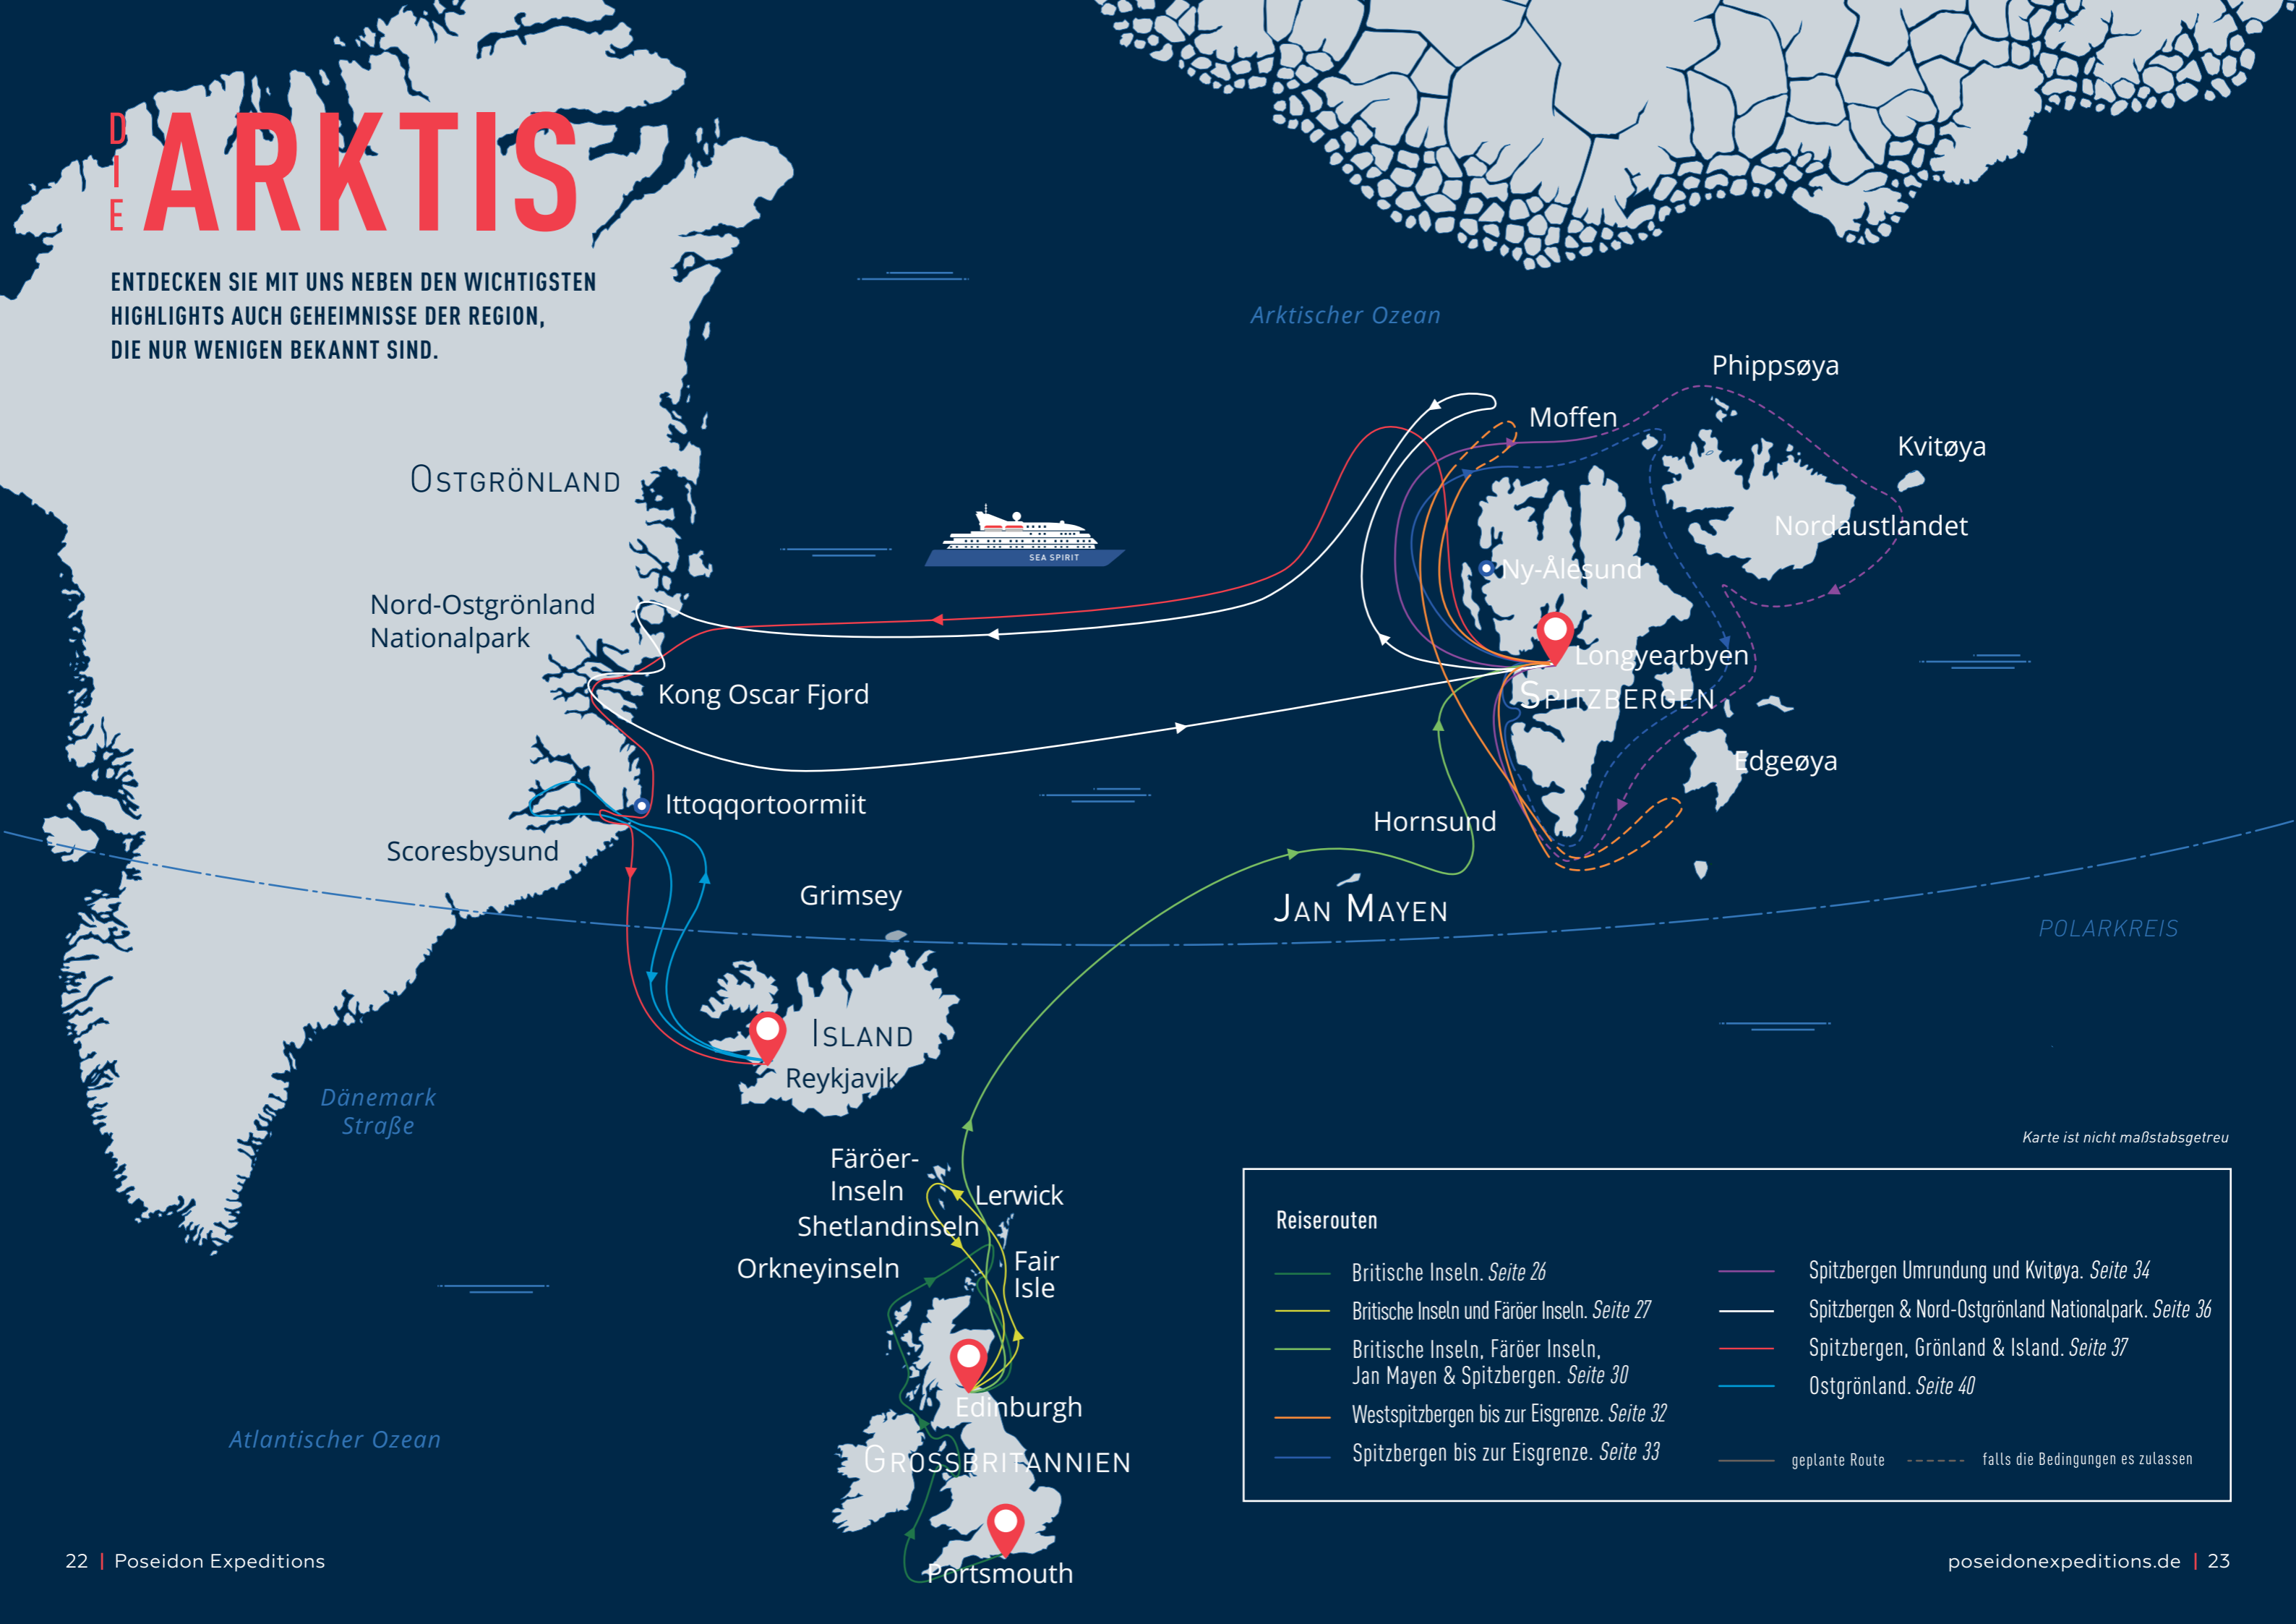 DIE
ARKTIS
ENTDECKEN SIE MIT UNS NEBEN DEN WICHTIGSTEN
HIGHLIGHTS AUCH GEHEIMNISSE DER REGION,
DIE NUR WENIGEN BEKANNT SIND.
Arktischer Ozean
Phippsøya
Moffen
Kvitøya
OSTGRÖNLAND
Nordaustlandet
SEA SPIRIT
Ny-Ålesund
Nord-Ostgrönland
Nationalpark
Longyearbyen
Kong Oscar Fjord
SPITZBERGEN
Edgeøya
Ittoqqortoormiit
Hornsund
Scoresbysund
Grimsey
JAN MAYEN
POLARKREIS
ISLAND
Reykjavik
Dänemark
Straße
Karte ist nicht maßstabsgetreu
Färöer-
Inseln
Lerwick
Shetlandinseln
Orkneyinseln
Fair
Isle
Edinburgh
Atlantischer Ozean
GROSSBRITANNIEN
Portsmouth
Reiserouten
Britische Inseln. Seite 26
Britische Inseln und Färöer Inseln. Seite 27
Britische Inseln, Färöer Inseln,
Jan Mayen & Spitzbergen. Seite 30
Westspitzbergen bis zur Eisgrenze. Seite 32
Spitzbergen bis zur Eisgrenze. Seite 33
Spitzbergen Umrundung und Kvitøya. Seite 34
Spitzbergen & Nord-Ostgrönland Nationalpark. Seite 36
Spitzbergen, Grönland & Island. Seite 37
Ostgrönland. Seite 40
geplante Route
falls die Bedingungen es zulassen
22 | Poseidon Expeditions
poseidonexpeditions.de | 23